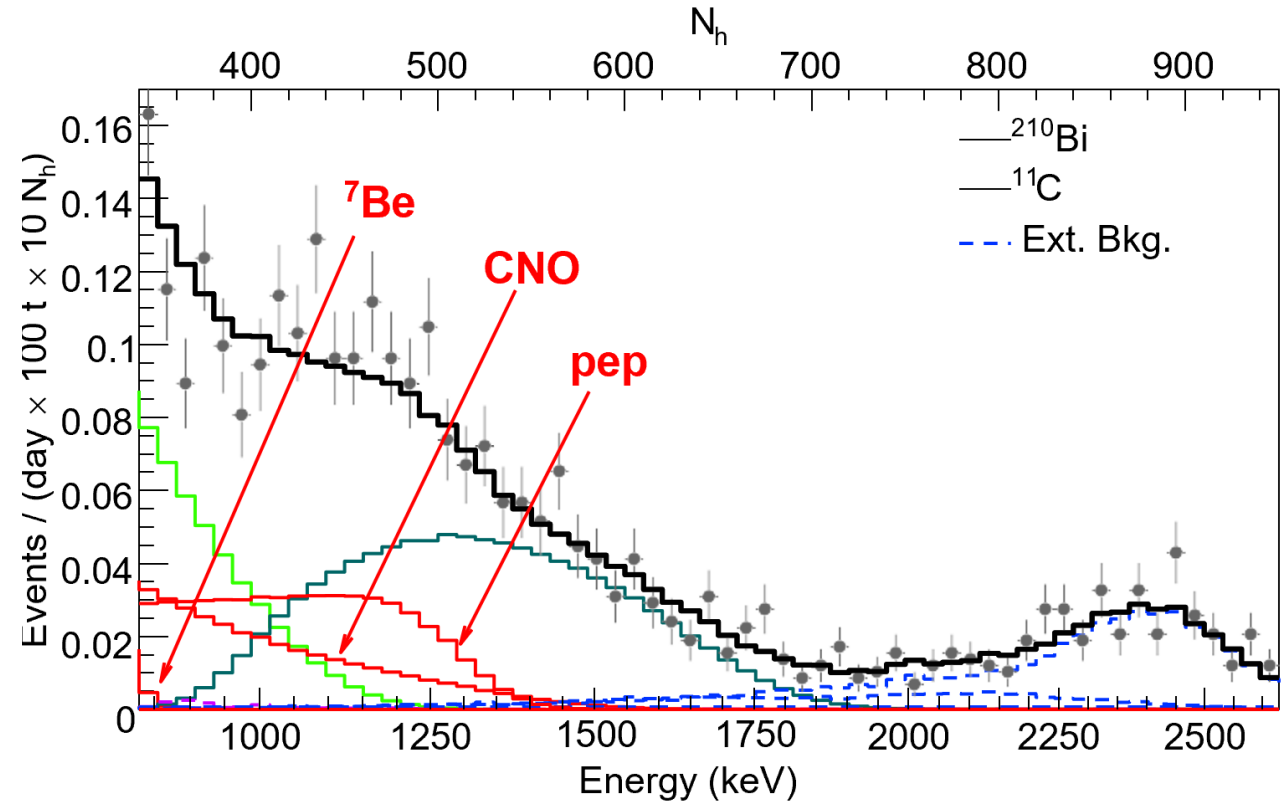 N_h
400 500 600 700 800 900
Events / (day × 100 t × 10 N_h)
0.16
0.14
0.12
0.1
0.08
0.06
0.04
0.02
0
²¹⁰Bi
¹¹C
Ext. Bkg.
⁷Be
CNO
pep
0 1000 1250 1500 1750 2000 2250 2500
Energy (keV)